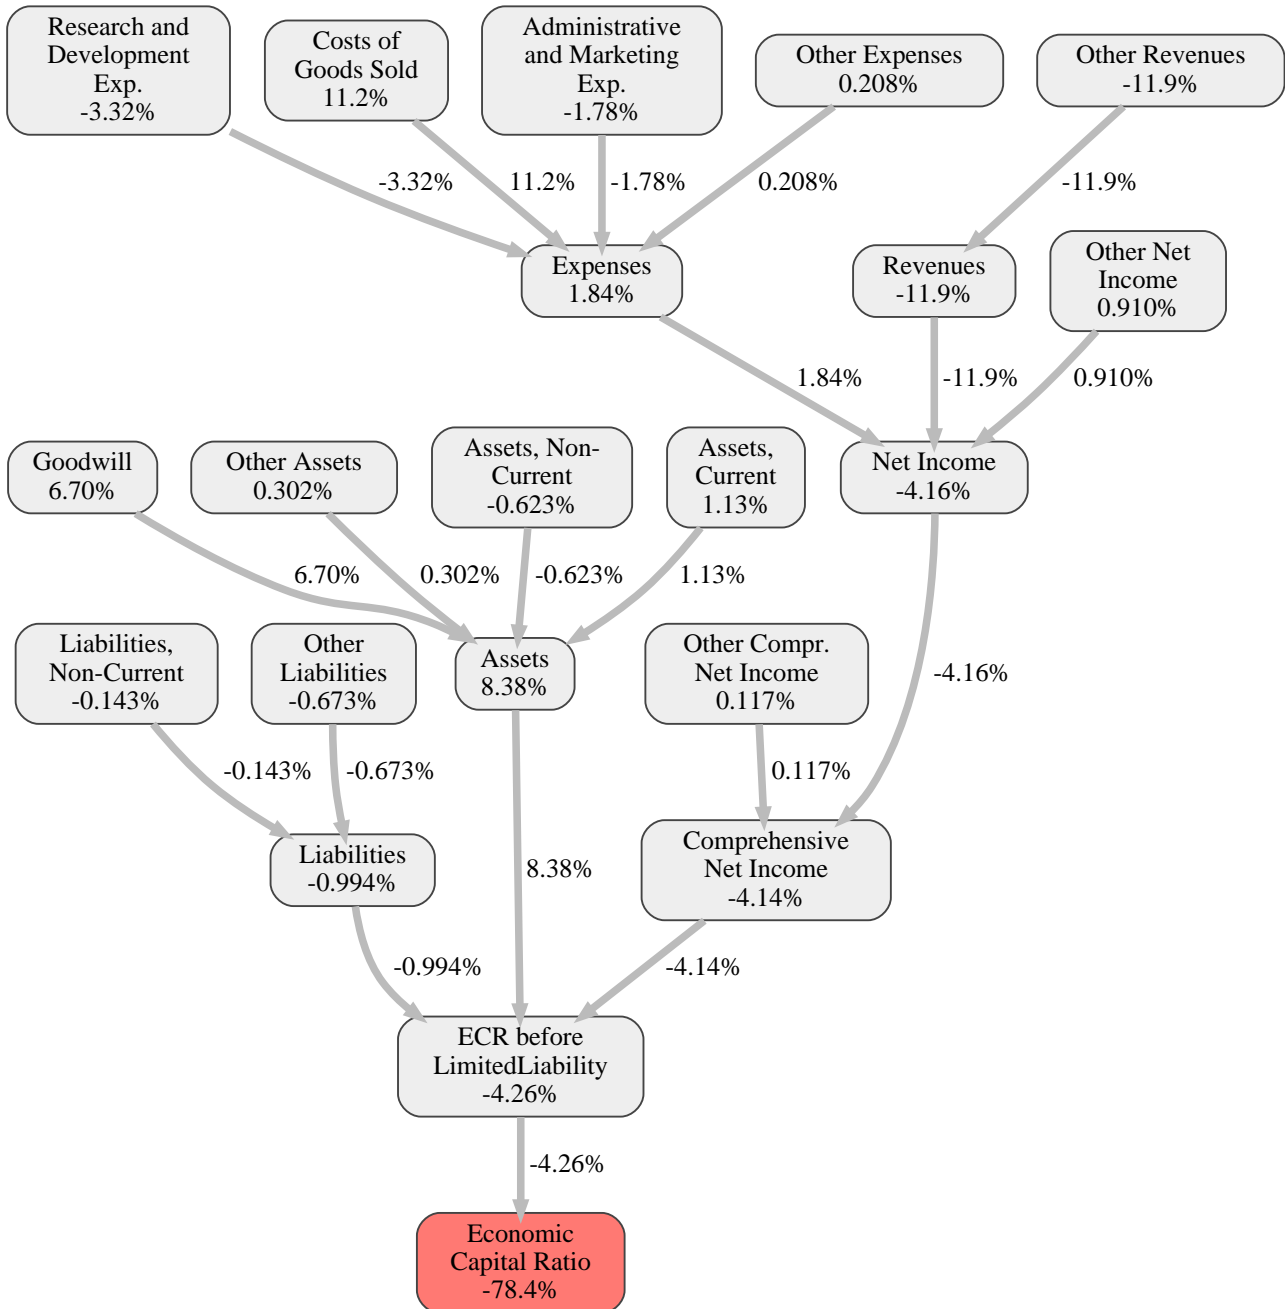 Research and
Development
Exp.
-3.32%
Costs of
Goods Sold
11.2%
Administrative
and Marketing
Exp.
-1.78%
Other Expenses
0.208%
Other Revenues
-11.9%
-3.32%
11.2%
-1.78%
0.208%
-11.9%
Expenses
1.84%
Revenues
-11.9%
Other Net
Income
0.910%
1.84%
-11.9%
0.910%
Goodwill
6.70%
Other Assets
0.302%
Assets, Non-
Current
-0.623%
Assets,
Current
1.13%
Net Income
-4.16%
6.70%
0.302%
-0.623%
1.13%
Liabilities,
Non-Current
-0.143%
Other
Liabilities
-0.673%
Assets
8.38%
Other Compr.
Net Income
0.117%
-4.16%
-0.143%
-0.673%
0.117%
Liabilities
-0.994%
8.38%
Comprehensive
Net Income
-4.14%
-0.994%
-4.14%
ECR before
LimitedLiability
-4.26%
-4.26%
Economic
Capital Ratio
-78.4%